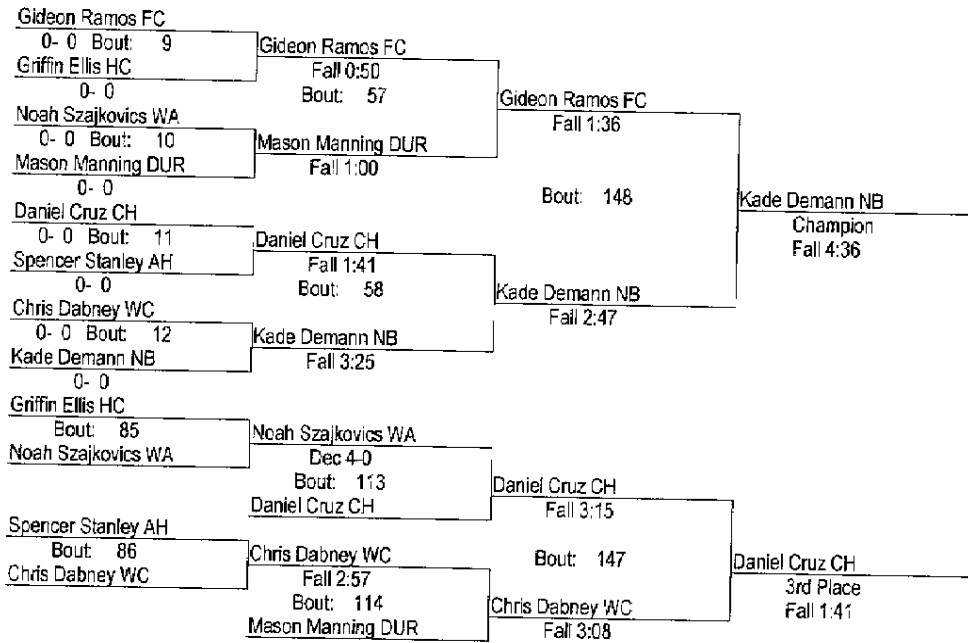 Gideon Ramos FC
0- 0 Bout: 9
Griffin Ellis HC
0- 0
Noah Szajkovics WA
0- 0 Bout: 10
Mason Manning DUR
0- 0
Daniel Cruz CH
0- 0 Bout: 11
Spencer Stanley AH
0- 0
Chris Dabney WC
0- 0 Bout: 12
Kade Demann NB
0- 0
Gideon Ramos FC
Fall 0:50
Bout: 57
Mason Manning DUR
Fall 1:00
Daniel Cruz CH
Fall 1:41
Bout: 58
Kade Demann NB
Fall 3:25
Gideon Ramos FC
Fall 1:36
Bout: 148
Kade Demann NB
Fall 2:47
Kade Demann NB
Champion
Fall 4:36
Griffin Ellis HC
Bout: 85
Noah Szajkovics WA
Spencer Stanley AH
Bout: 86
Chris Dabney WC
Noah Szajkovics WA
Dec 4-0
Bout: 113
Daniel Cruz CH
Chris Dabney WC
Fall 2:57
Bout: 114
Mason Manning DUR
Daniel Cruz CH
Fall 3:15
Bout: 147
Chris Dabney WC
Fall 3:08
Daniel Cruz CH
3rd Place
Fall 1:41